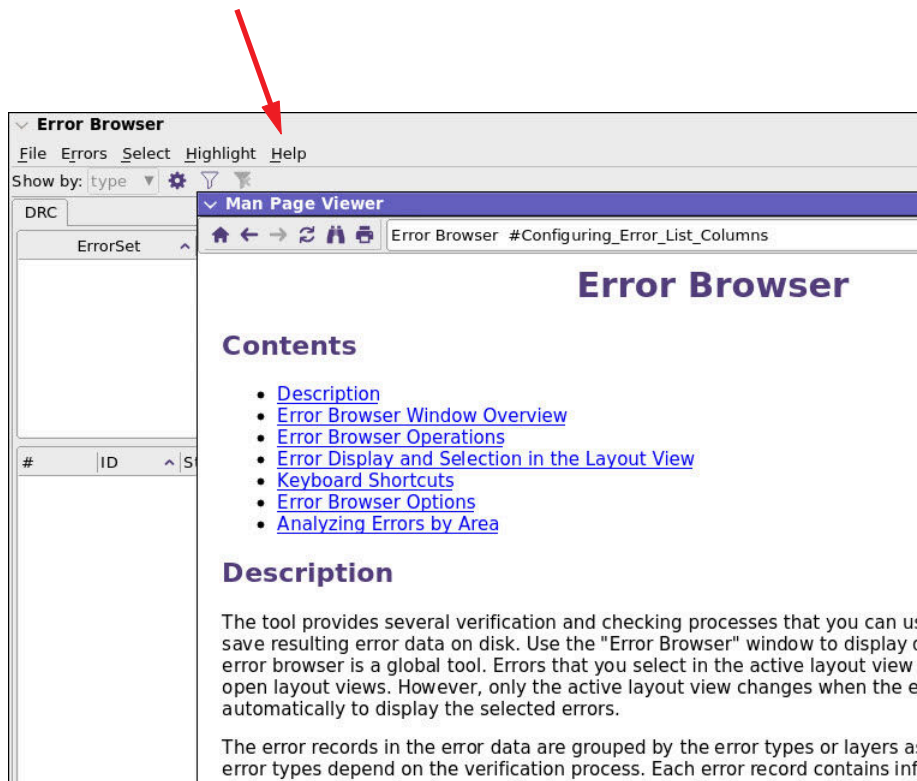 Error Browser
File Errors Select Highlight Help
Show by: type
DRC
ErrorSet
# ID
Man Page Viewer
Error Browser #Configuring_Error_List_Columns
Error Browser
Contents
Description
Error Browser Window Overview
Error Browser Operations
Error Display and Selection in the Layout View
Keyboard Shortcuts
Error Browser Options
Analyzing Errors by Area
Description
The tool provides several verification and checking processes that you can
save resulting error data on disk. Use the "Error Browser" window to display
error browser is a global tool. Errors that you select in the active layout view
open layout views. However, only the active layout view changes when the
automatically to display the selected errors.
The error records in the error data are grouped by the error types or layers
error types depend on the verification process. Each error record contains